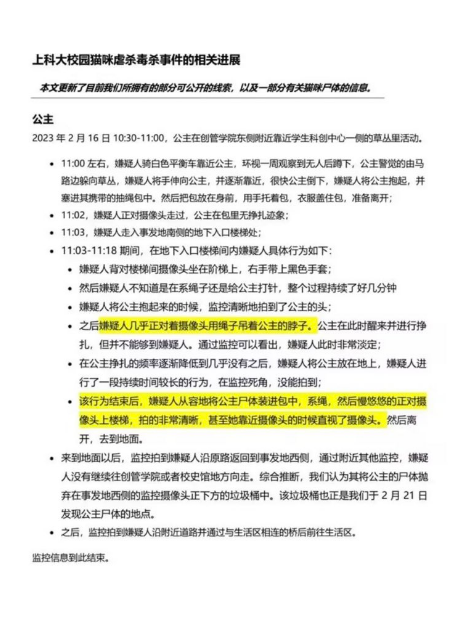 上科大校园猫咪虐杀毒杀事件的相关进展
本文更新了目前我们所拥有的部分可公开的线索，以及一部分有关猫咪尸体的信息。
公主
2023 年 2 月 16 日 10:30-11:00，公主在创管学院东侧附近靠近学生科创中心一侧的草丛里活动。
• 11:00 左右，嫌疑人骑白色平衡车靠近公主，环视一周观察到无人后蹲下，公主警觉的由马
路边躲向草丛，嫌疑人将手伸向公主，并逐渐靠近，很快公主倒下，嫌疑人将公主抱起，并
塞进其携带的抽绳包中。然后把包放在身前，用手托着包，衣服盖住包，准备离开；
• 11:02，嫌疑人正对摄像头走过，公主在包里无挣扎迹象；
• 11:03，嫌疑人走入事发地南侧的地下入口楼梯处；
• 11:03-11:18 期间，在地下入口楼梯间内嫌疑人具体行为如下：
• 嫌疑人背对楼梯间摄像头坐在阶梯上，右手带上黑色手套；
• 然后嫌疑人不知道是在系绳子还是给公主打针，整个过程持续了好几分钟
• 嫌疑人将公主抱起来的时候，监控清晰地拍到了公主的头；
• 之后嫌疑人几乎正对着摄像头用绳子吊着公主的脖子。公主在此时醒来并进行挣
扎，但并不能够到嫌疑人。通过监控可以看出，嫌疑人此时非常淡定；
• 在公主挣扎的频率逐渐降低到几乎没有之后，嫌疑人将公主放在地上，嫌疑人进
行了一段持续时间较长的行为，在监控死角，没能拍到；
• 该行为结束后，嫌疑人从容地将公主尸体装进包中，系绳，然后慢悠悠的正对摄
像头上楼梯，拍的非常清晰，甚至她靠近摄像头的时候直视了摄像头。然后离
开，去到地面。
• 来到地面以后，监控拍到嫌疑人沿原路返回到事发地西侧，通过附近其他监控，嫌疑
人没有继续往创管学院或者校史馆地方向走。综合推断，我们认为其将公主的尸体抛
弃在事发地西侧的监控摄像头正下方的垃圾桶中。该垃圾桶也正是我们于 2 月 21 日
发现公主尸体的地点。
• 之后，监控拍到嫌疑人沿附近道路并通过与生活区相连的桥后前往生活区。
监控信息到此结束。